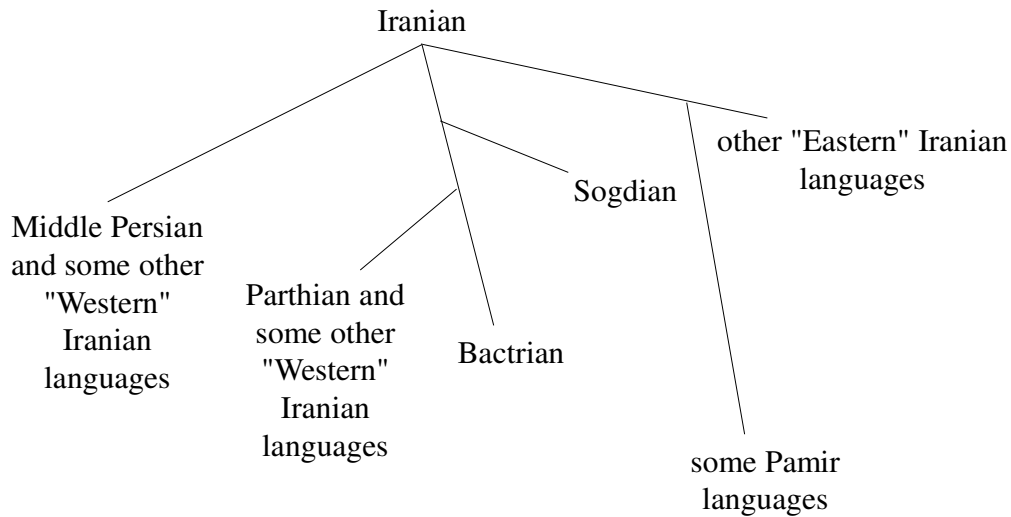 Iranian
other "Eastern" Iranian
languages
Sogdian
Middle Persian
and some other
"Western"
Iranian
languages
Parthian and
some other
"Western"
Iranian
languages
Bactrian
some Pamir
languages